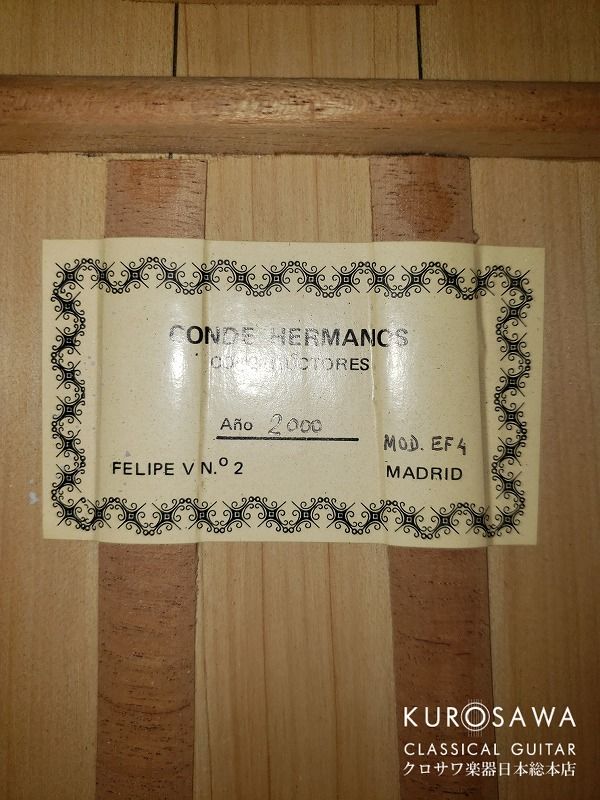 CONDE HERMANOS
Año 2000
MOD. EF4
FELIPE V N.º 2
MADRID
KUROSAWA
CLASSICAL GUITAR
クロサワ楽器日本総本店